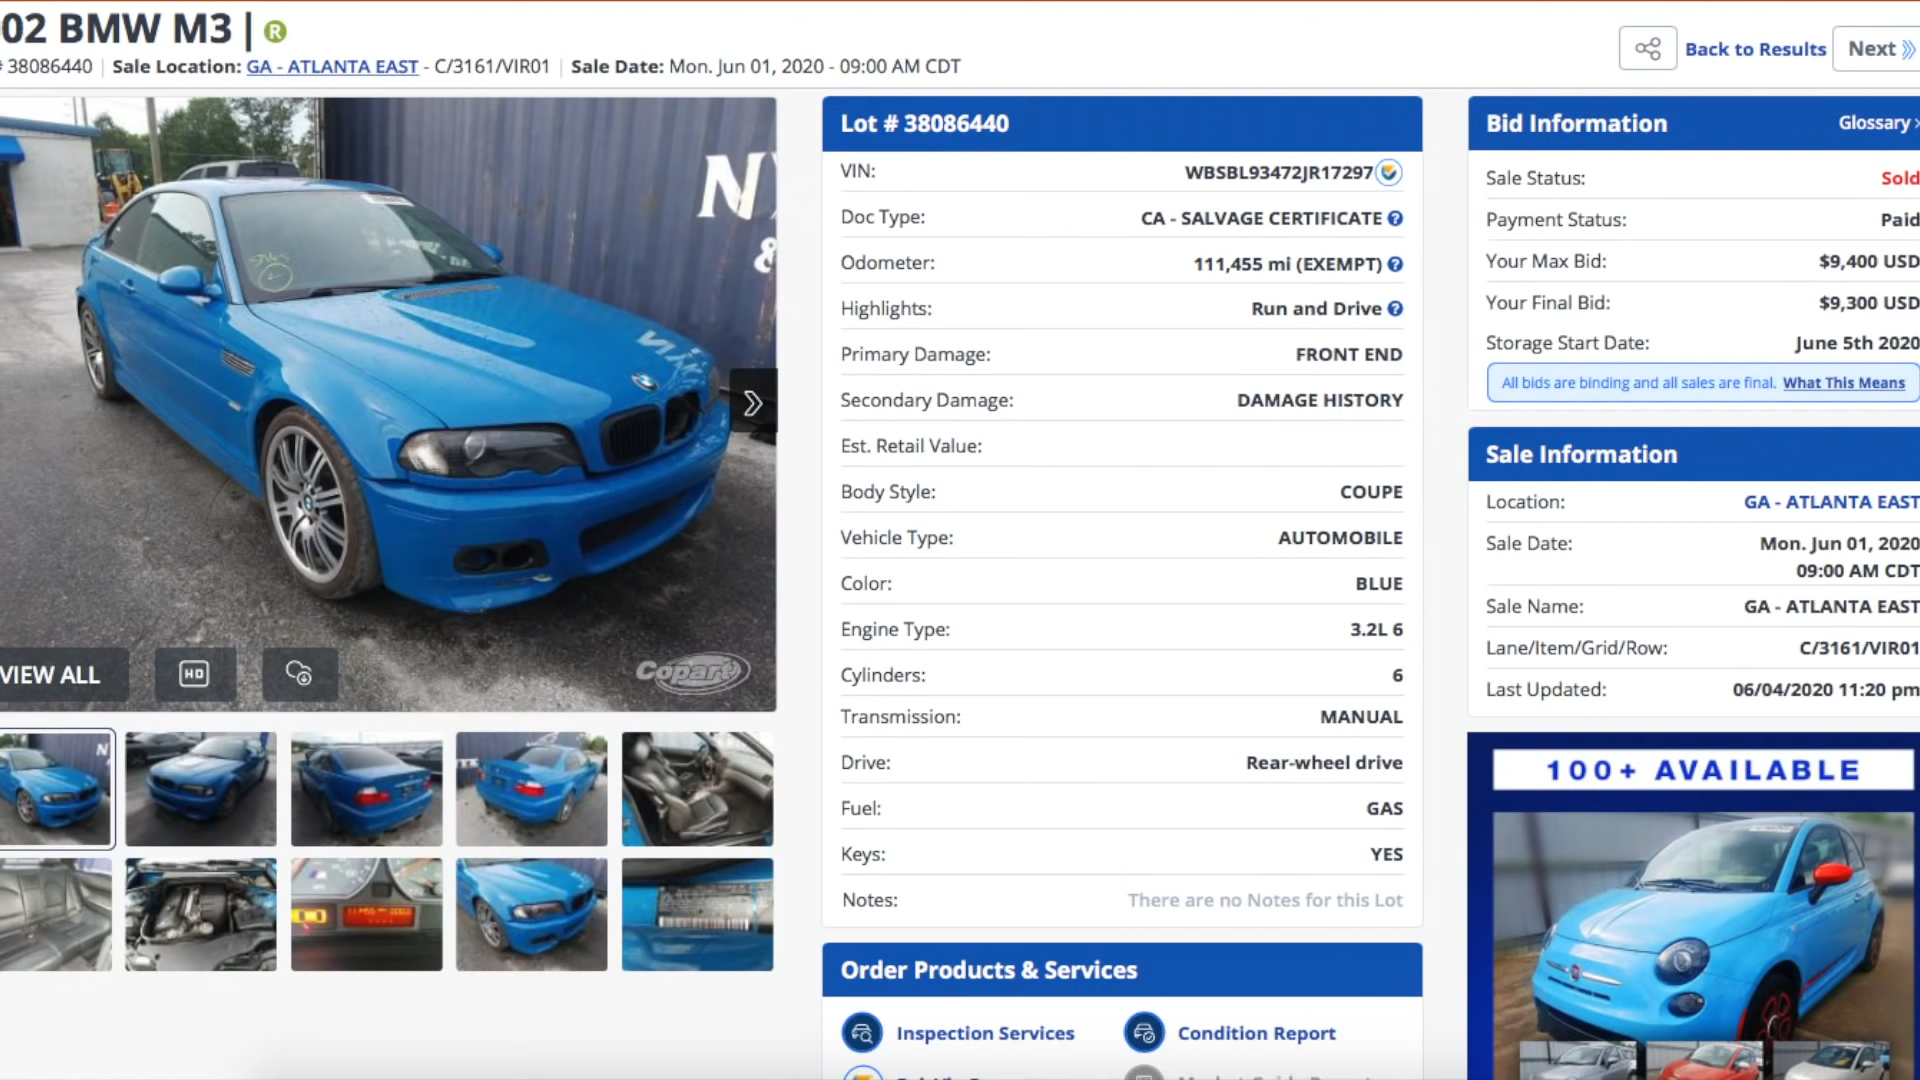 02 BMW M3 | R
# 38086440 | Sale Location: GA - ATLANTA EAST - C/3161/VIR01 | Sale Date: Mon. Jun 01, 2020 - 09:00 AM CDT
Back to Results
Next
VIEW ALL
HD
Copart
Lot # 38086440
VIN: WBSBL93472JR17297
Doc Type: CA - SALVAGE CERTIFICATE ?
Odometer: 111,455 mi (EXEMPT) ?
Highlights: Run and Drive ?
Primary Damage: FRONT END
Secondary Damage: DAMAGE HISTORY
Est. Retail Value:
Body Style: COUPE
Vehicle Type: AUTOMOBILE
Color: BLUE
Engine Type: 3.2L 6
Cylinders: 6
Transmission: MANUAL
Drive: Rear-wheel drive
Fuel: GAS
Keys: YES
Notes: There are no Notes for this Lot
Order Products & Services
Inspection Services
Condition Report
Bid Information
Glossary
Sale Status: Sold
Payment Status: Paid
Your Max Bid: $9,400 USD
Your Final Bid: $9,300 USD
Storage Start Date: June 5th 2020
All bids are binding and all sales are final. What This Means
Sale Information
Location: GA - ATLANTA EAST
Sale Date: Mon. Jun 01, 2020
09:00 AM CDT
Sale Name: GA - ATLANTA EAST
Lane/Item/Grid/Row: C/3161/VIR01
Last Updated: 06/04/2020 11:20 pm
100+ AVAILABLE